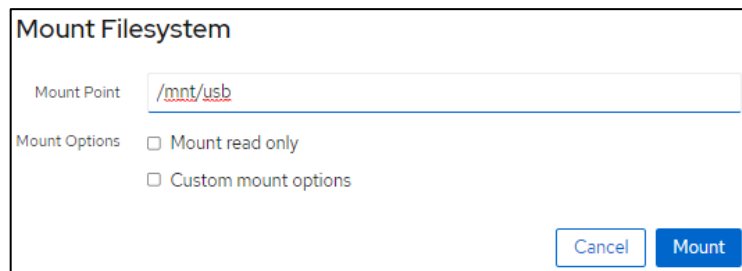 Mount Filesystem
Mount Point /mnt/usb
Mount Options Mount read only
Custom mount options
Cancel Mount